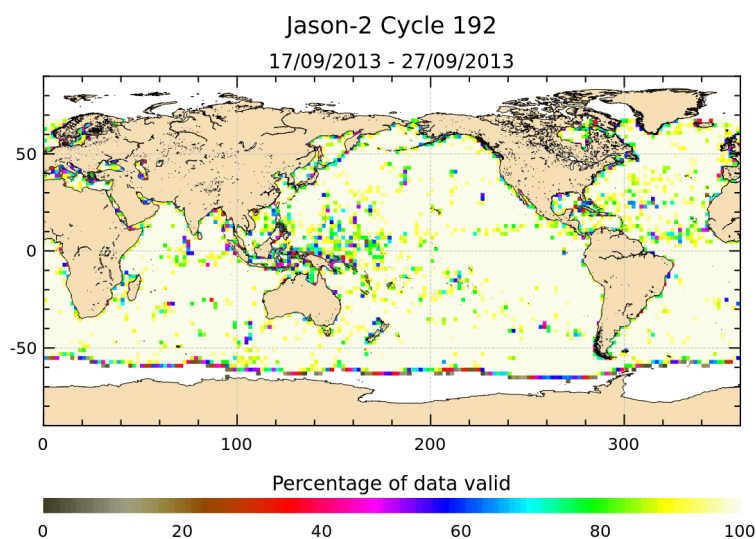 Jason-2 Cycle 192
17/09/2013 - 27/09/2013
50
0
-50
0 100 200 300
Percentage of data valid
0 20 40 60 80 100